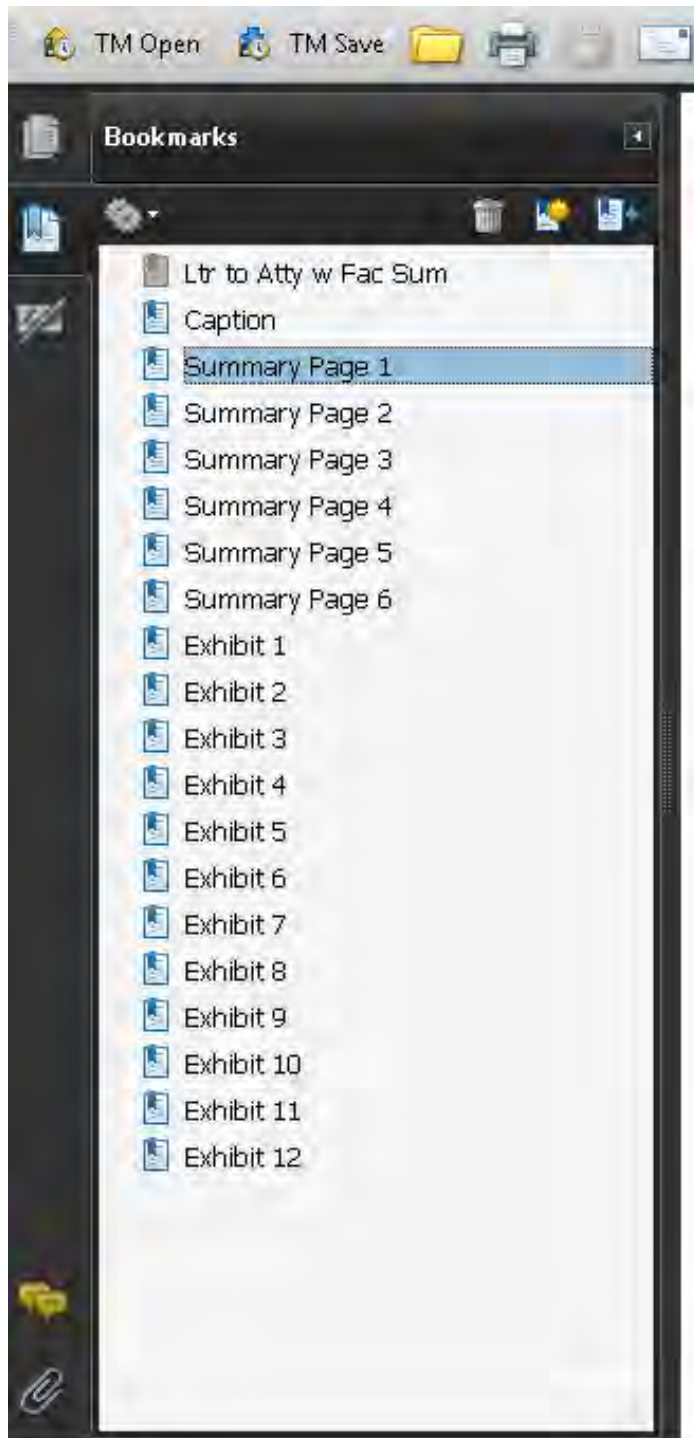 TM Open TM Save
Bookmarks
Ltr to Atty w Fac Sum
Caption
Summary Page 1
Summary Page 2
Summary Page 3
Summary Page 4
Summary Page 5
Summary Page 6
Exhibit 1
Exhibit 2
Exhibit 3
Exhibit 4
Exhibit 5
Exhibit 6
Exhibit 7
Exhibit 8
Exhibit 9
Exhibit 10
Exhibit 11
Exhibit 12